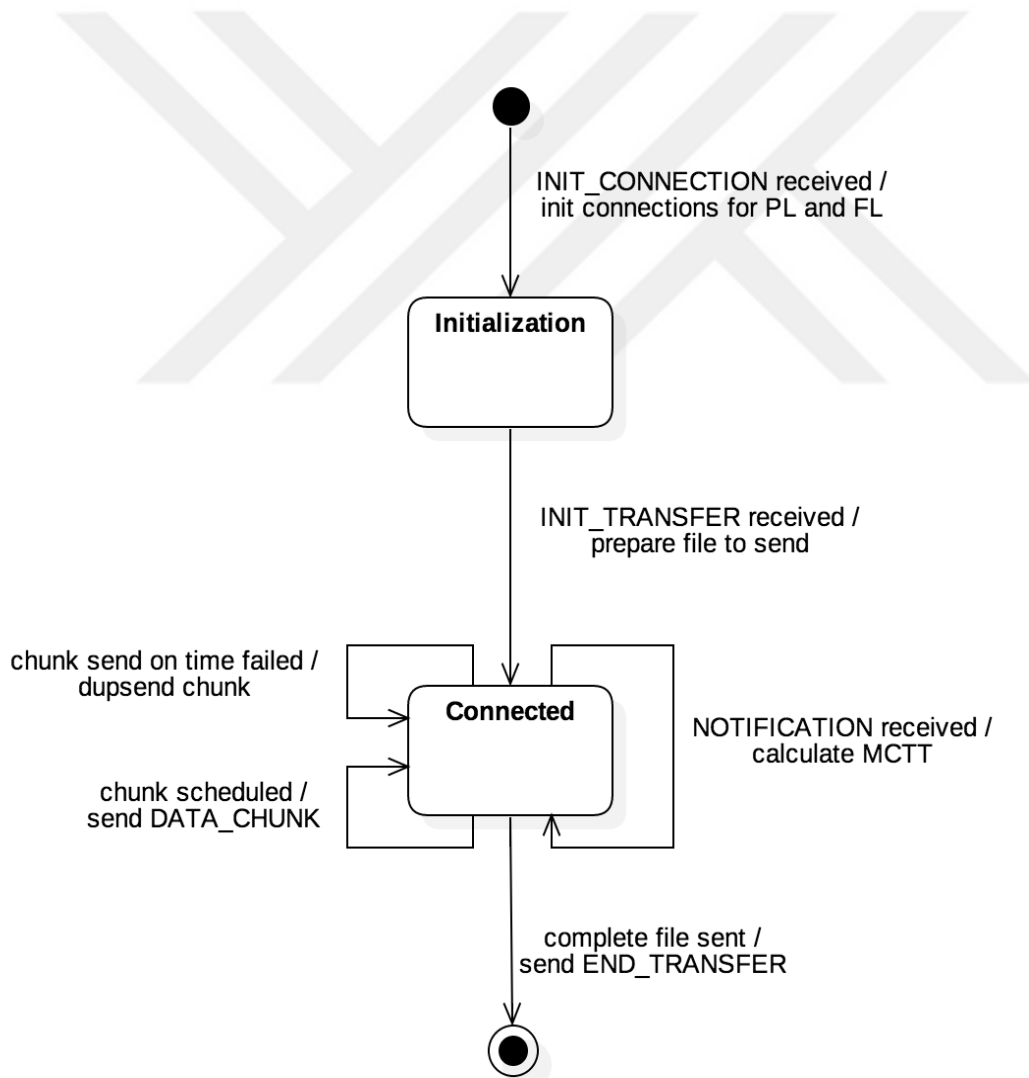 INIT_CONNECTION received /
init connections for PL and FL
Initialization
INIT_TRANSFER received /
prepare file to send
chunk send on time failed /
dupsend chunk
Connected
NOTIFICATION received /
calculate MCTT
chunk scheduled /
send DATA_CHUNK
complete file sent /
send END_TRANSFER